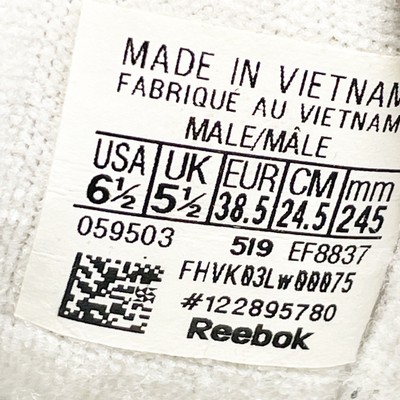 MADE IN VIETNAM
FABRIQUÉ AU VIETNAM
MALE/MÂLE
USA UK EUR CM mm
6½ 5½ 38.5 24.5 245
059503 519 EF8837
FHVK03Lw00075
#122895780
Reebok